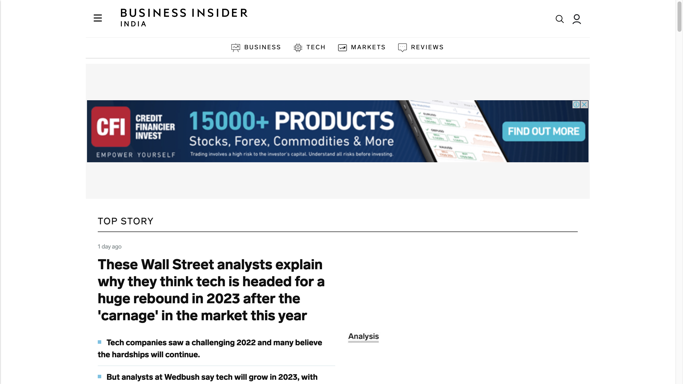 BUSINESS INSIDER
INDIA
BUSINESS
TECH
MARKETS
REVIEWS
CFI
CREDIT
FINANCIER
INVEST
EMPOWER YOURSELF
15000+ PRODUCTS
Stocks, Forex, Commodities & More
Trading involves a high risk to the investor's capital. Understand all risks before investing.
FIND OUT MORE
TOP STORY
1 day ago
These Wall Street analysts explain
why they think tech is headed for a
huge rebound in 2023 after the
'carnage' in the market this year
Tech companies saw a challenging 2022 and many believe
the hardships will continue.
But analysts at Wedbush say tech will grow in 2023, with
Analysis